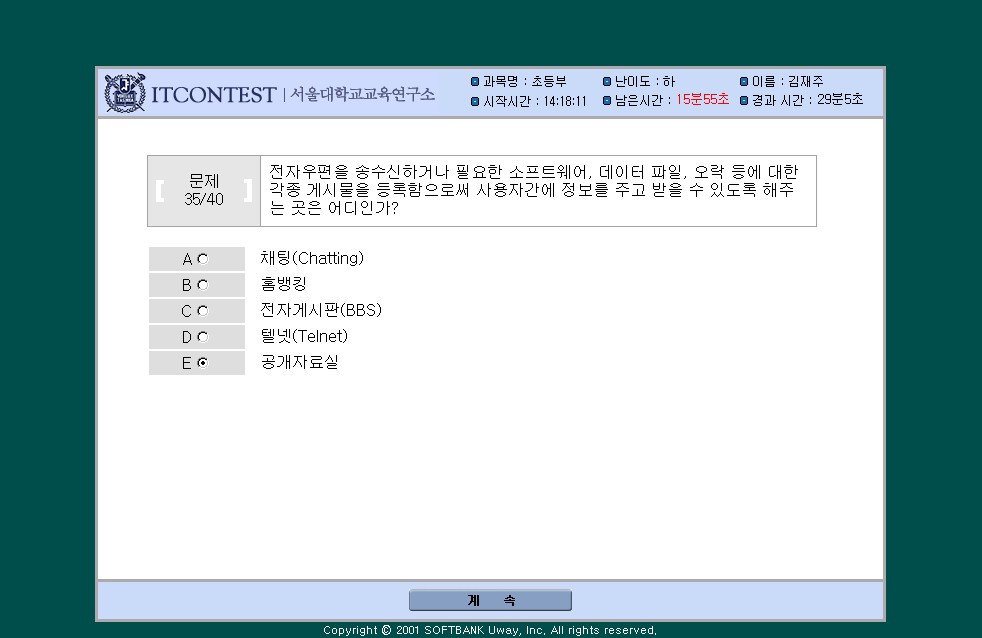 ITCONTEST | 서울대학교교육연구소
과목명 : 초등부 난이도 : 하 이름 : 김재주
시작시간 : 14:18:11 남은시간 : 15분55초 경과 시간 : 29분5초
문제
[ ]
35/40
전자우편을 송수신하거나 필요한 소프트웨어, 데이터 파일, 오락 등에 대한
각종 게시물을 등록함으로써 사용자간에 정보를 주고 받을 수 있도록 해주
는 곳은 어디인가?
A 채팅(Chatting)
B 홈뱅킹
C 전자게시판(BBS)
D 텔넷(Telnet)
E 공개자료실
계 속
Copyright © 2001 SOFTBANK Uway, Inc. All rights reserved.